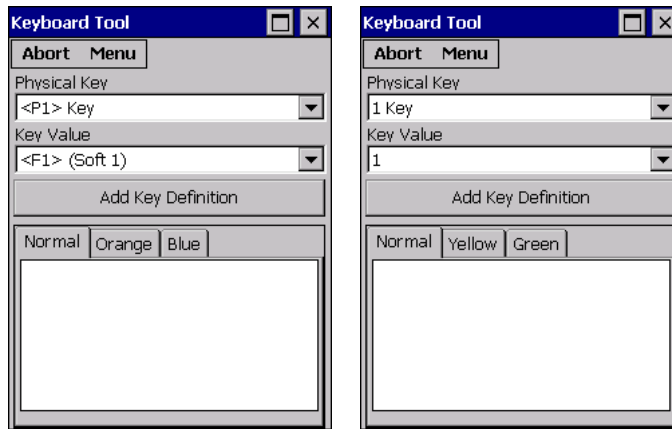 Keyboard Tool
Abort Menu
Physical Key
<P1> Key
Key Value
<F1> (Soft 1)
Add Key Definition
Normal Orange Blue
Keyboard Tool
Abort Menu
Physical Key
1 Key
Key Value
1
Add Key Definition
Normal Yellow Green